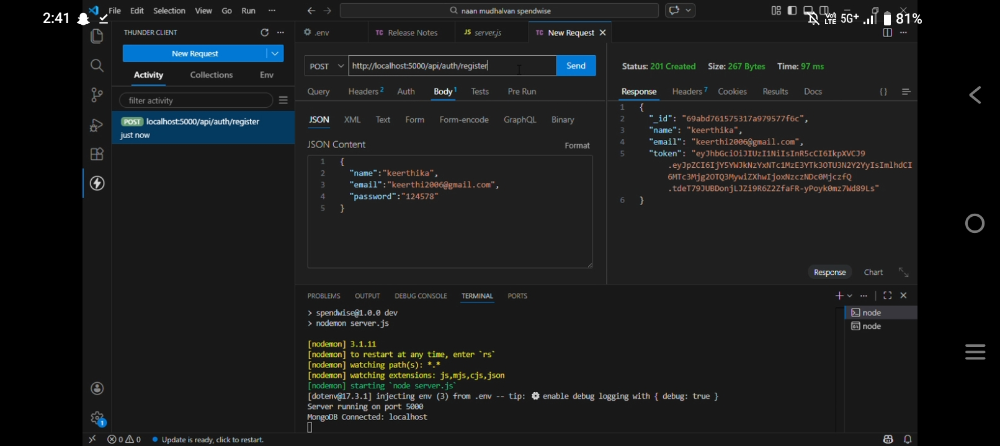 2:41
5G+ 81%
File Edit Selection View Go Run ···
naan mudhalvan spendwise
THUNDER CLIENT
.env
TC Release Notes
JS server.js
TC New Request
New Request
Activity Collections Env
filter activity
POST localhost:5000/api/auth/register
just now
POST http://localhost:5000/api/auth/register Send
Query Headers 2 Auth Body 1 Tests Pre Run
JSON XML Text Form Form-encode GraphQL Binary
JSON Content Format
1 {
2 "name":"keerthika",
3 "email":"keerthi2006@gmail.com",
4 "password":"124578"
5 }
Status: 201 Created Size: 267 Bytes Time: 97 ms
Response Headers 7 Cookies Results Docs {}
1 {
2 "_id": "69abd761575317a979577f6c",
3 "name": "keerthika",
4 "email": "keerthi2006@gmail.com",
5 "token": "eyJhbGciOiJIUzI1NiIsInR5cCI6IkpXVCJ9
.eyJpZCI6IjY5YWJkNzYxNTc1MzE3YTk3OTU3N2Y2YyIsImlhdCI
6MTc3Mjg2OTQ3MywiZXhwIjoxNzczNDc0MjczfQ
.tdeT79JUBDonjLJZi9R6Z2ZfaFR-yPoyk0mz7Wd89Ls"
6 }
Response Chart
PROBLEMS OUTPUT DEBUG CONSOLE TERMINAL PORTS
> spendwise@1.0.0 dev
> nodemon server.js
[nodemon] 3.1.11
[nodemon] to restart at any time, enter `rs`
[nodemon] watching path(s): *.*
[nodemon] watching extensions: js,mjs,cjs,json
[nodemon] starting `node server.js`
[dotenv@17.3.1] injecting env (3) from .env -- tip: ⚙ enable debug logging with { debug: true }
Server running on port 5000
MongoDB Connected: localhost
node
node
1
0 0 Update is ready, click to restart.